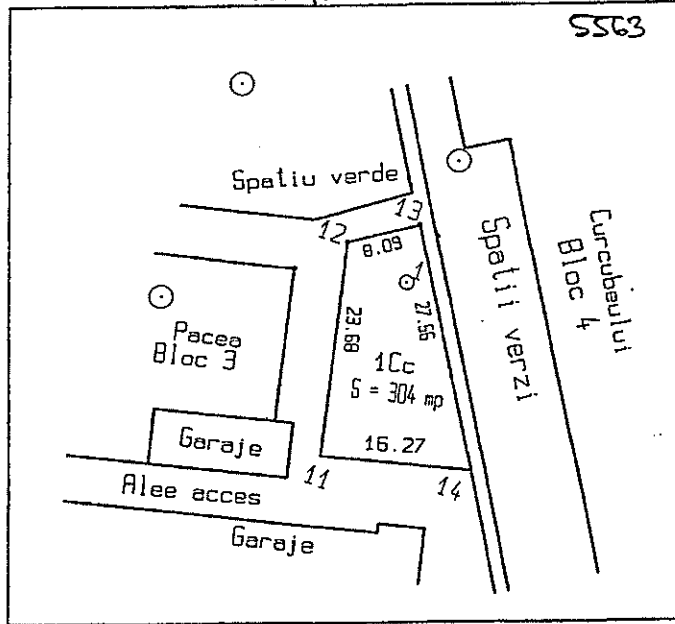 5563
Spatiu verde
13
12
8.09
1
Spatii verzi
Curcubeului
Bloc 4
23.68
27.56
Pacea
Bloc 3
1Cc
S = 304 mp
Garaje
16.27
11
14
Alee acces
Garaje